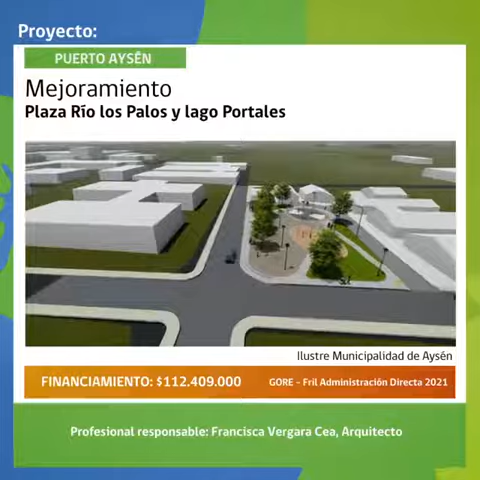 Proyecto:
PUERTO AYSÉN
Mejoramiento
Plaza Río los Palos y lago Portales
Ilustre Municipalidad de Aysén
FINANCIAMIENTO: $112.409.000
GORE - Fril Administración Directa 2021
Profesional responsable: Francisca Vergara Cea, Arquitecto